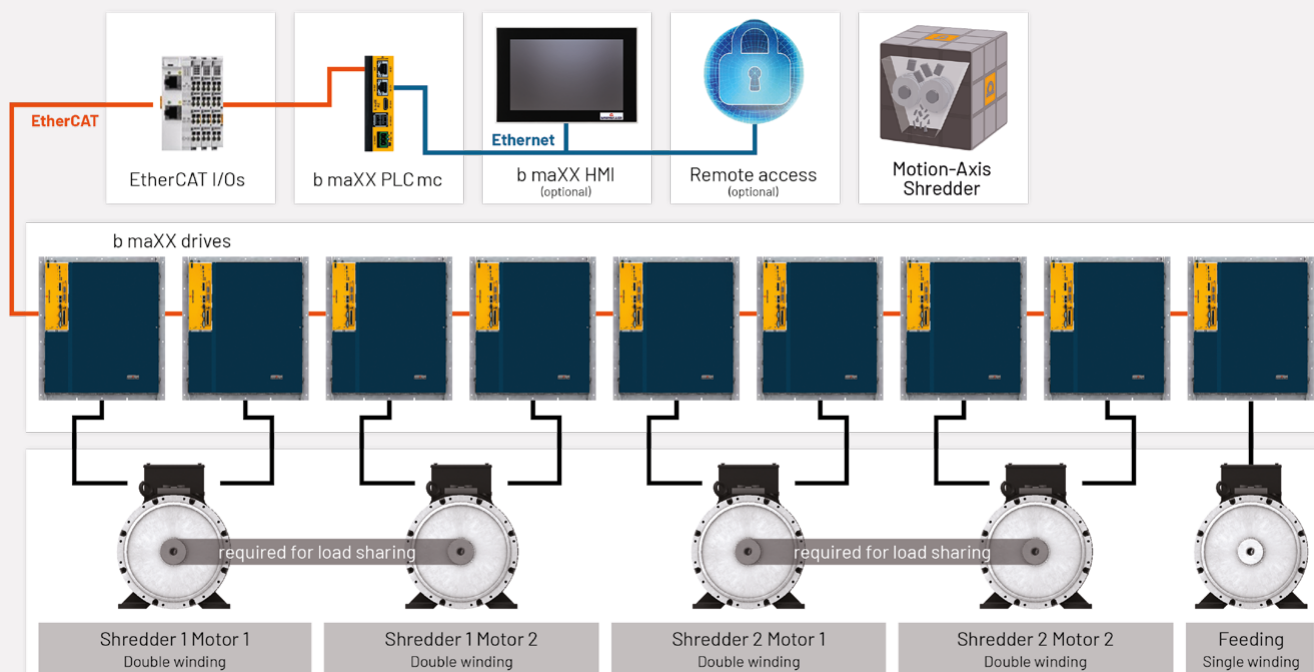 EtherCAT
Ethernet
EtherCAT I/Os
b maXX PLC mc
b maXX HMI
(optional)
Remote access
(optional)
Motion-Axis
Shredder
b maXX drives
required for load sharing
required for load sharing
Shredder 1 Motor 1
Double winding
Shredder 1 Motor 2
Double winding
Shredder 2 Motor 1
Double winding
Shredder 2 Motor 2
Double winding
Feeding
Single winding